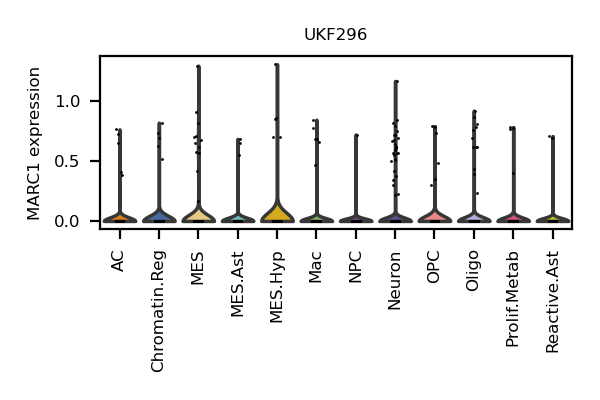 UKF296
MARC1 expression
1.0
0.5
0.0
AC
Chromatin.Reg
MES
MES.Ast
MES.Hyp
Mac
NPC
Neuron
OPC
Oligo
Prolif.Metab
Reactive.Ast